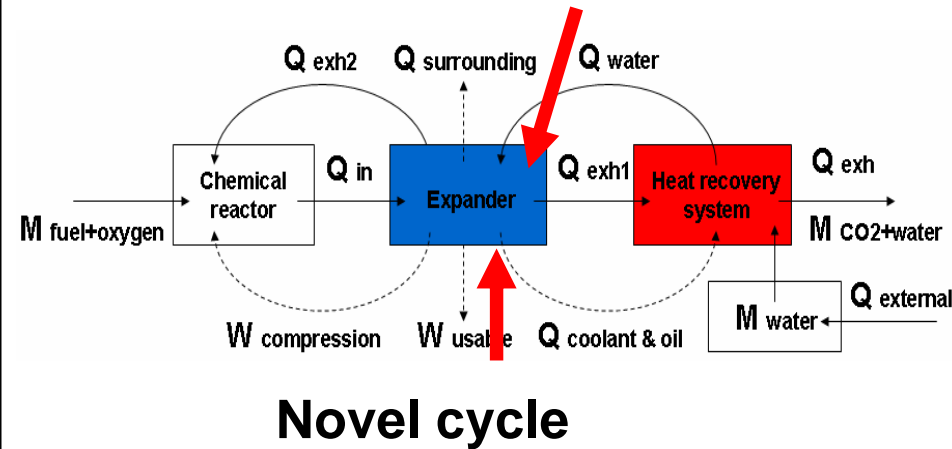 Q exh2 Q surrounding Q water
Chemical reactor
Q in
Expander
Q exh1
Heat recovery system
Q exh
M fuel+oxygen
M co2+water
W compression W usable Q coolant & oil
M water
Q external
Novel cycle